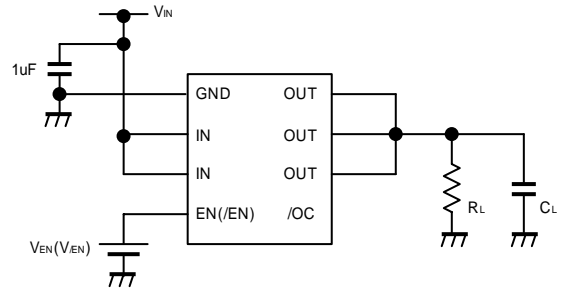 VIN
1uF
GND OUT
IN OUT
IN OUT
EN(/EN) /OC
VEN(V/EN)
RL
CL